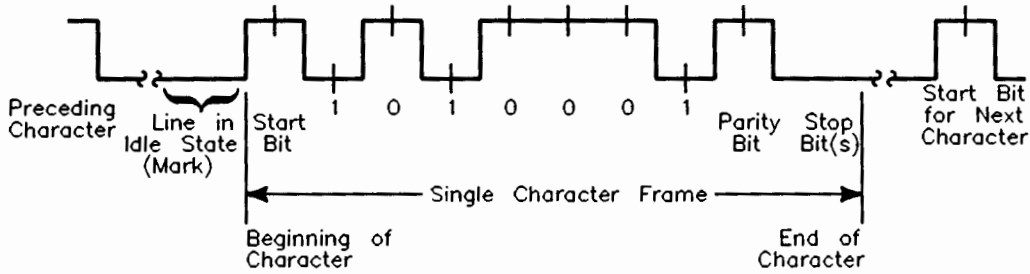 Preceding
Character
Line in
Idle State
(Mark)
Start
Bit
1 0 1 0 0 0 1
Parity
Bit
Stop
Bit(s)
Start Bit
for Next
Character
Single Character Frame
Beginning of
Character
End of
Character